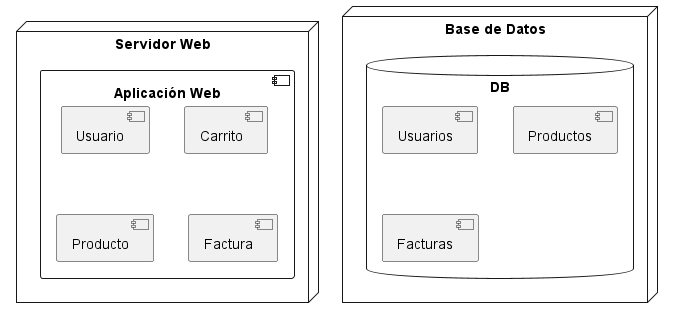 Servidor Web
Aplicación Web
Usuario
Carrito
Producto
Factura
Base de Datos
DB
Usuarios
Productos
Facturas